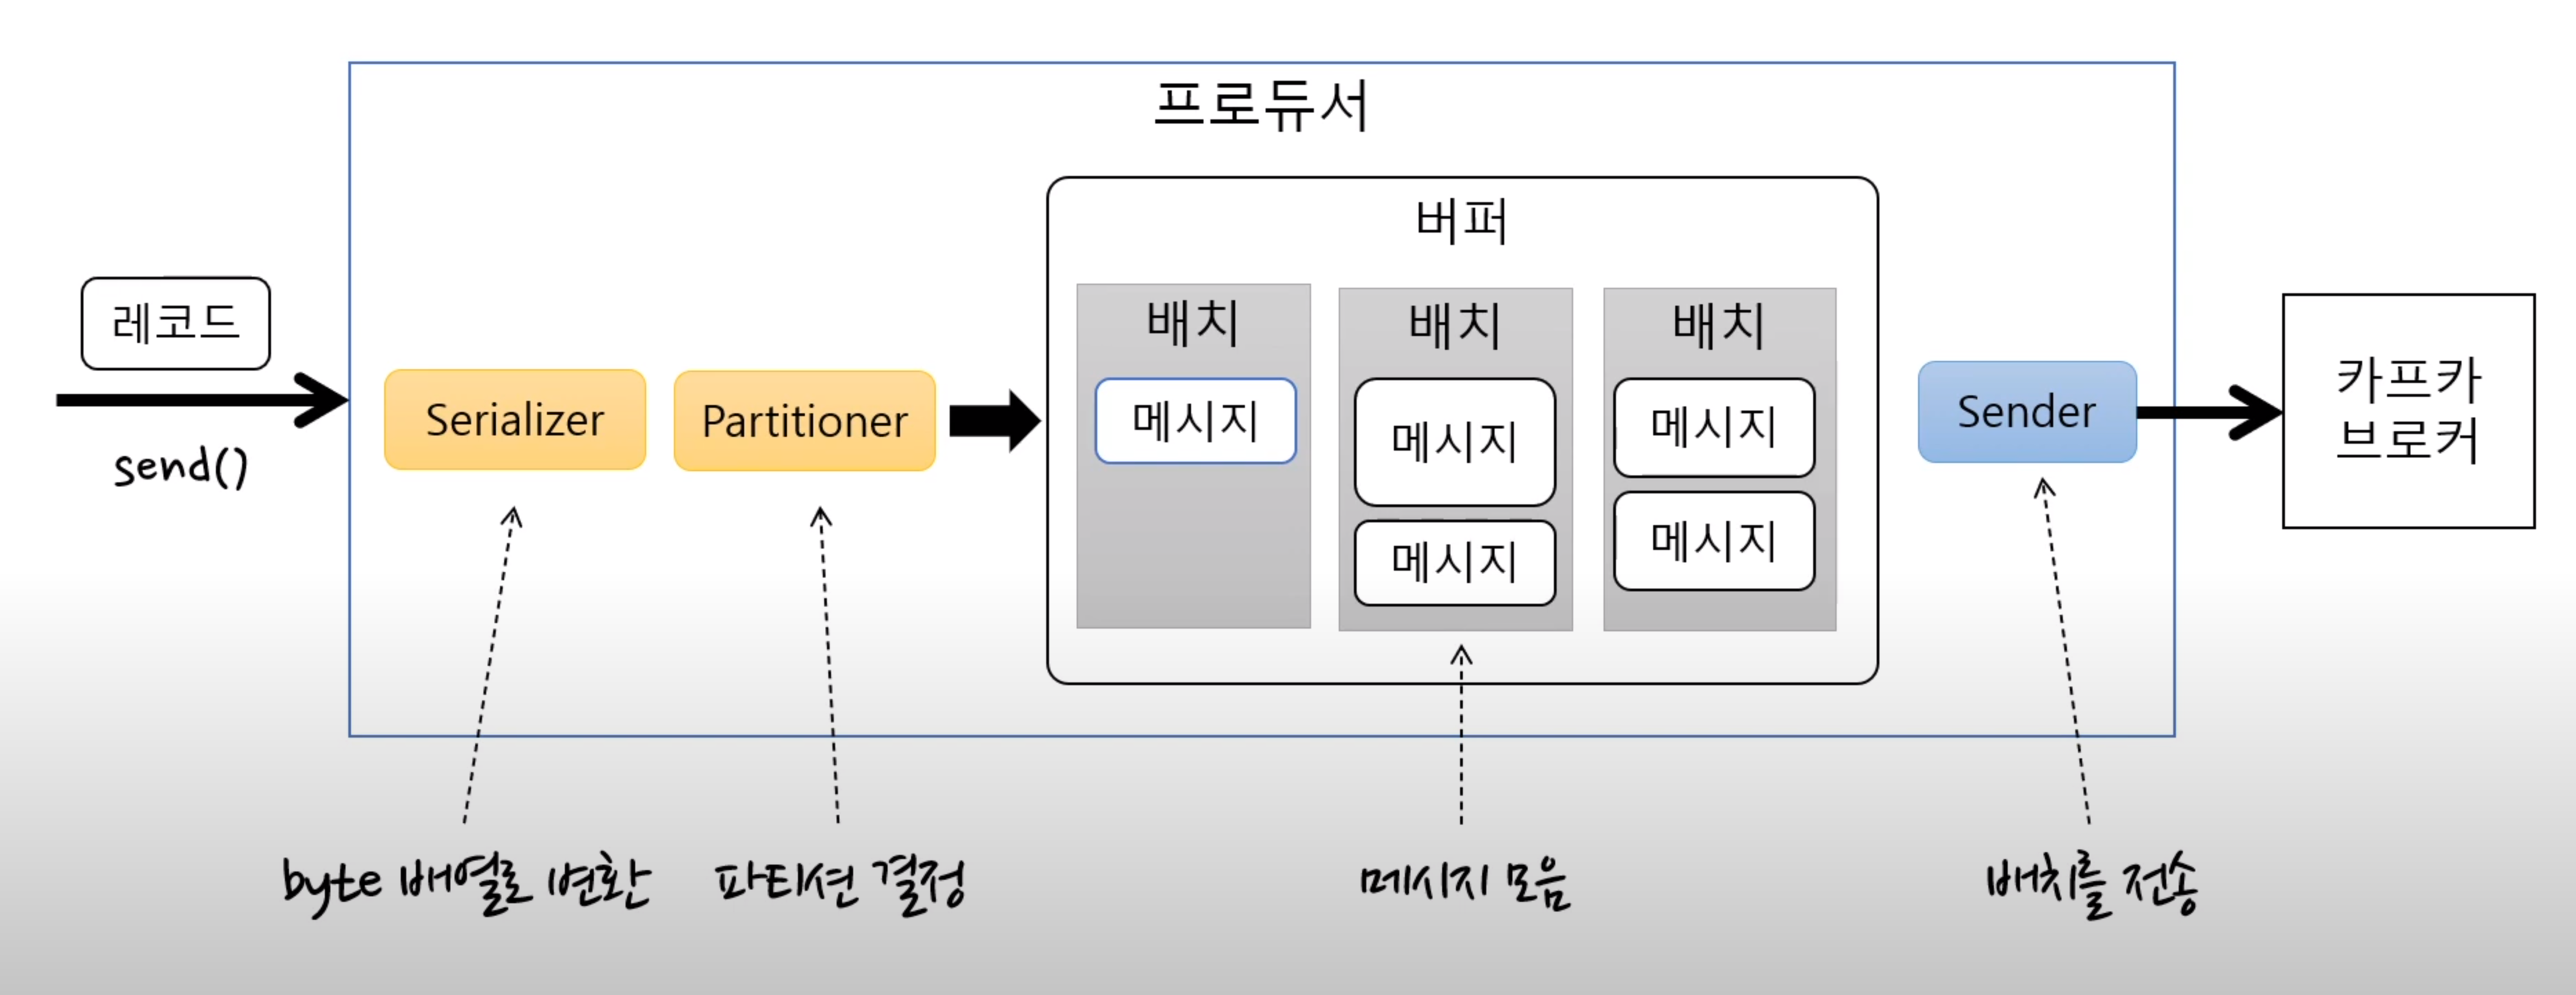 프로듀서
버퍼
레코드
send()
Serializer
Partitioner
배치
메시지
배치
메시지
메시지
배치
메시지
메시지
Sender
카프카
브로커
byte 배열로 변환
파티션 결정
메시지 모음
배치를 전송